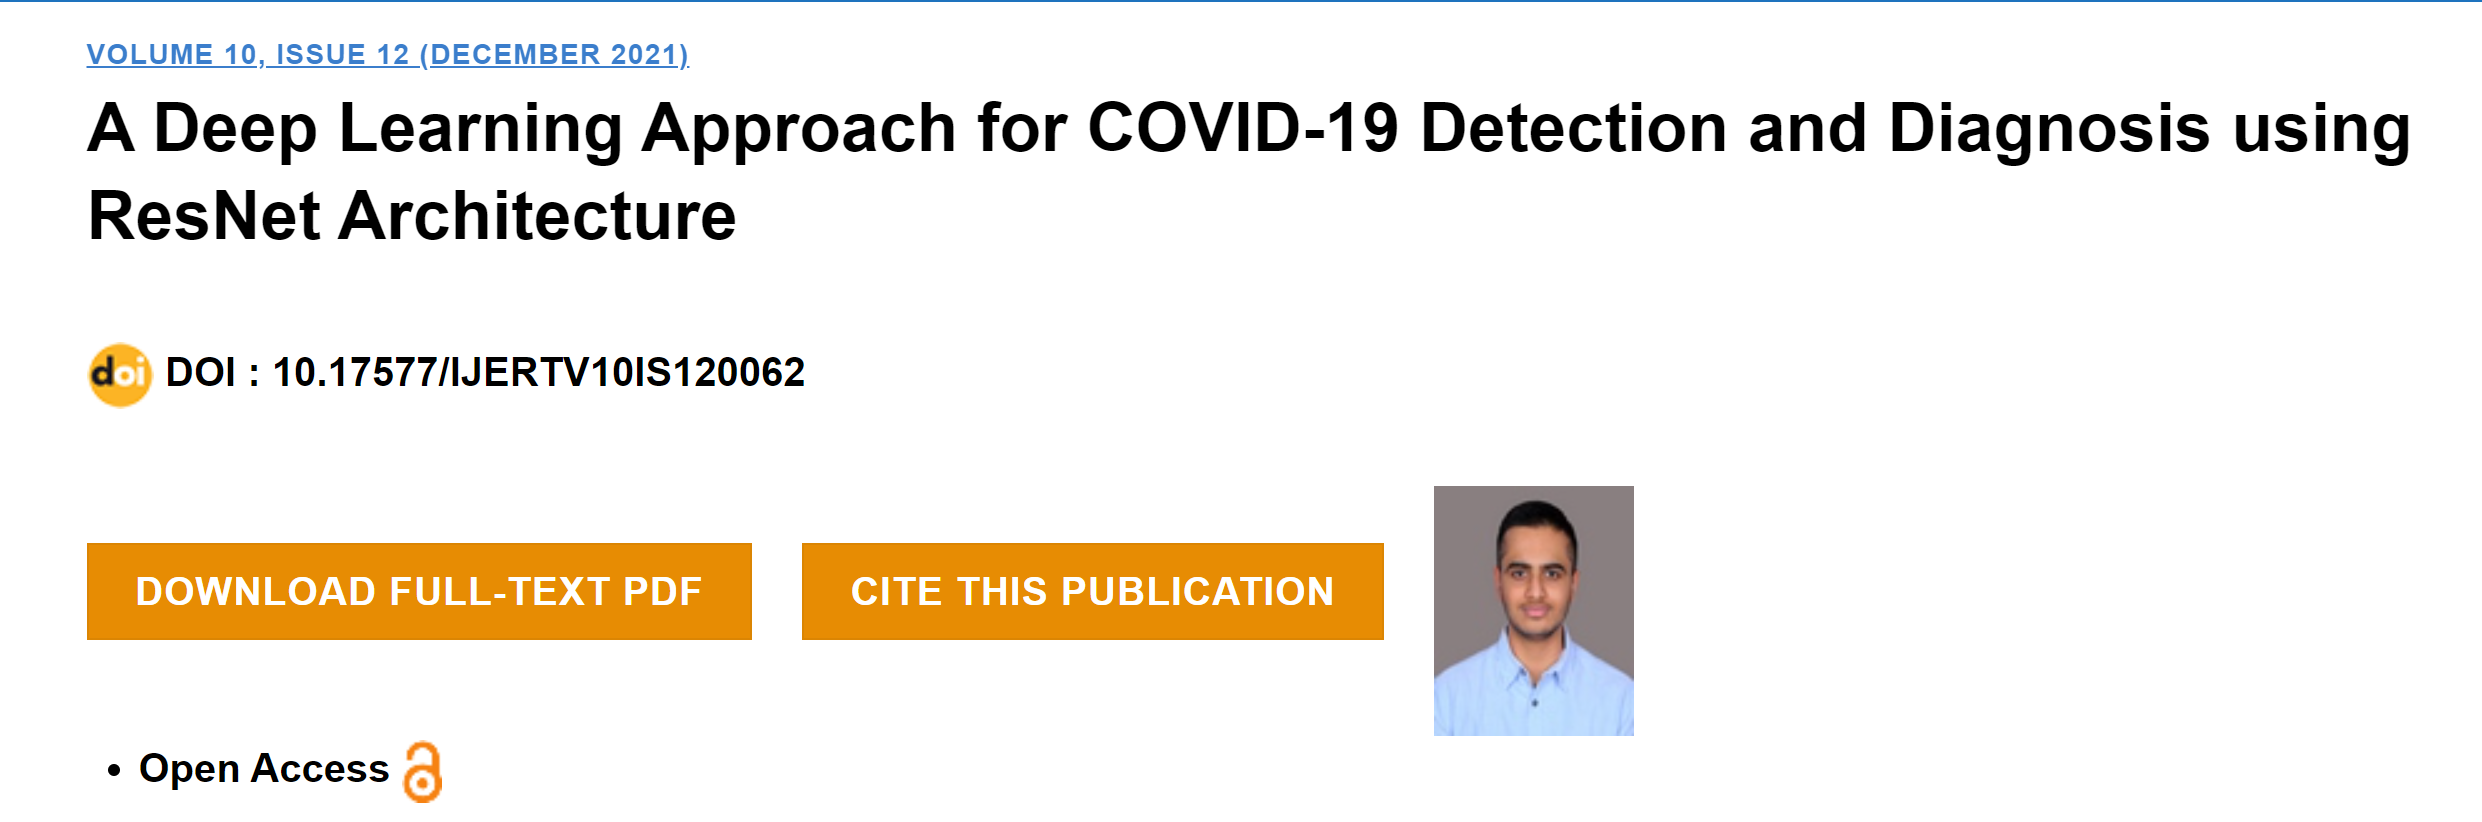 VOLUME 10, ISSUE 12 (DECEMBER 2021)
A Deep Learning Approach for COVID-19 Detection and Diagnosis using
ResNet Architecture
doi DOI : 10.17577/IJERTV10IS120062
DOWNLOAD FULL-TEXT PDF CITE THIS PUBLICATION
• Open Access